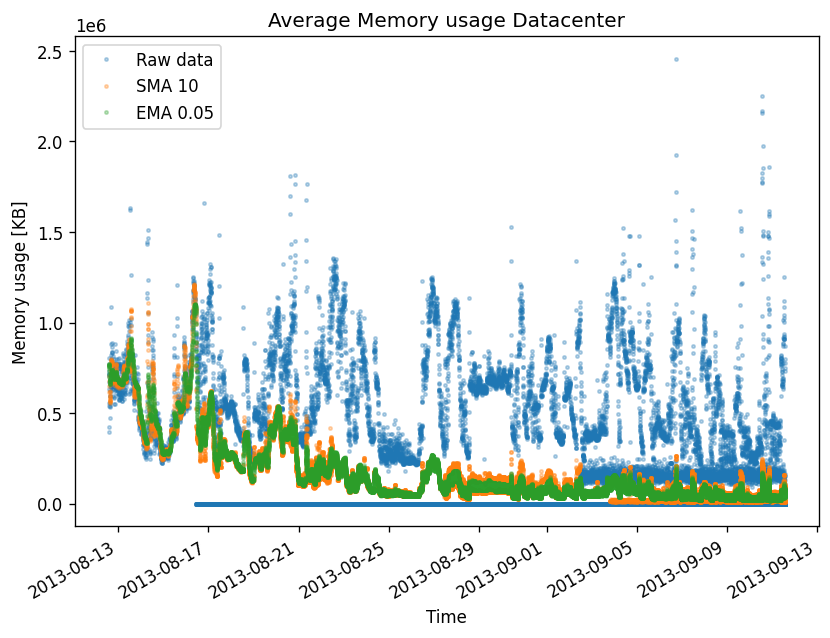 Average Memory usage Datacenter
1e6
Raw data
SMA 10
EMA 0.05
2.5
2.0
1.5
1.0
0.5
0.0
Memory usage [KB]
2013-08-13
2013-08-17
2013-08-21
2013-08-25
2013-08-29
2013-09-01
2013-09-05
2013-09-09
2013-09-13
Time